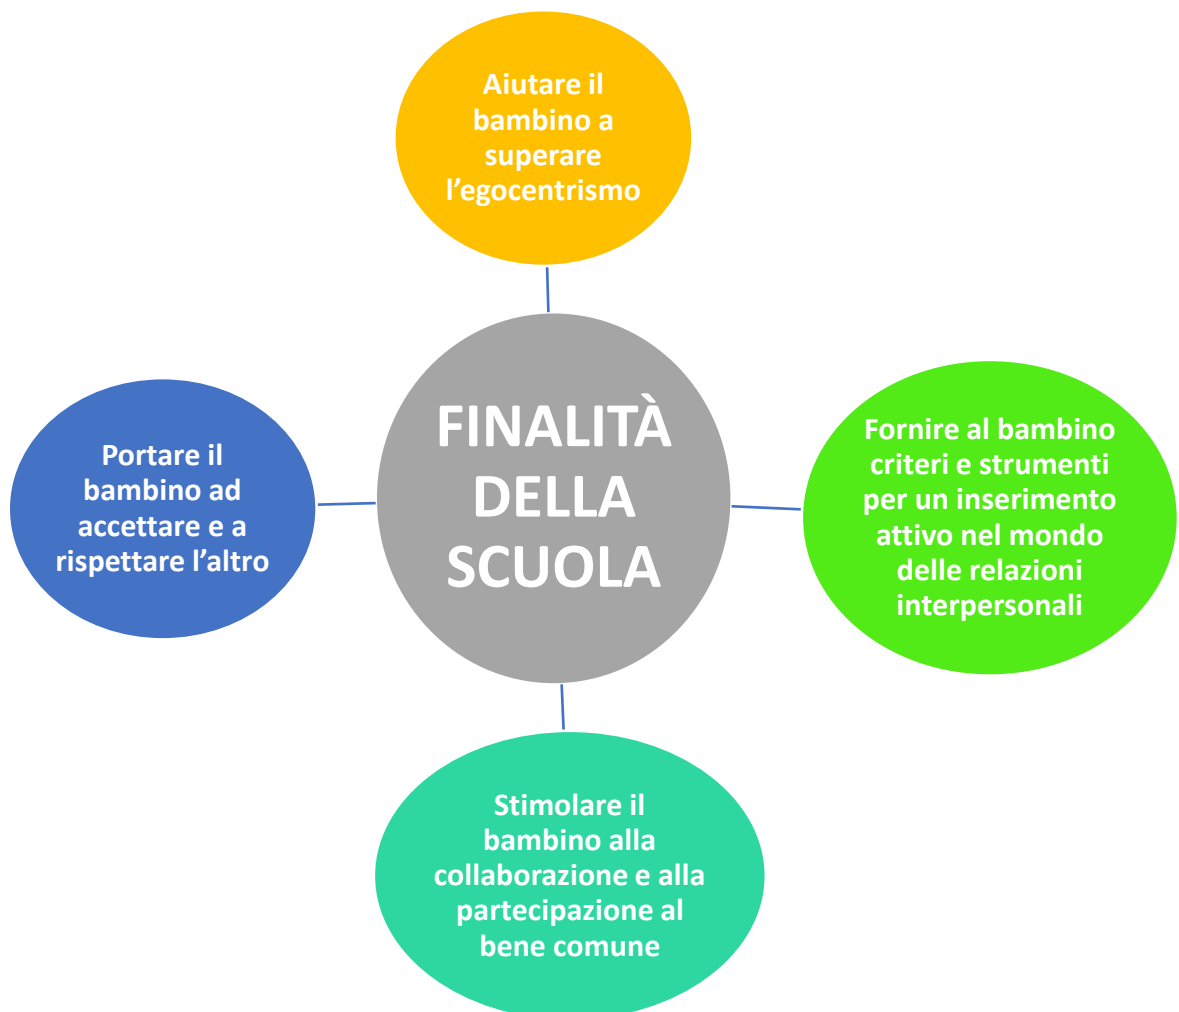 Aiutare il
bambino a
superare
l’egocentrismo
FINALITÀ
DELLA
SCUOLA
Portare il
bambino ad
accettare e a
rispettare l’altro
Fornire al bambino
criteri e strumenti
per un inserimento
attivo nel mondo
delle relazioni
interpersonali
Stimolare il
bambino alla
collaborazione e alla
partecipazione al
bene comune